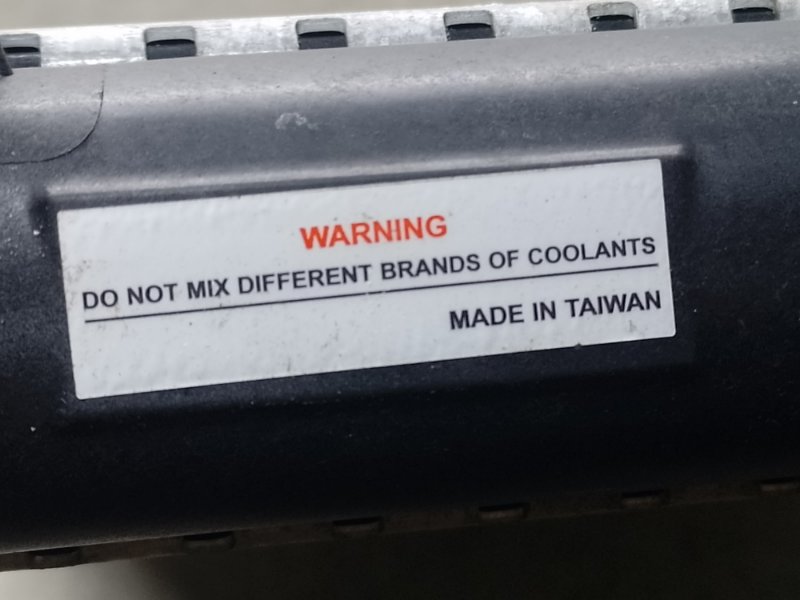 WARNING
DO NOT MIX DIFFERENT BRANDS OF COOLANTS
MADE IN TAIWAN